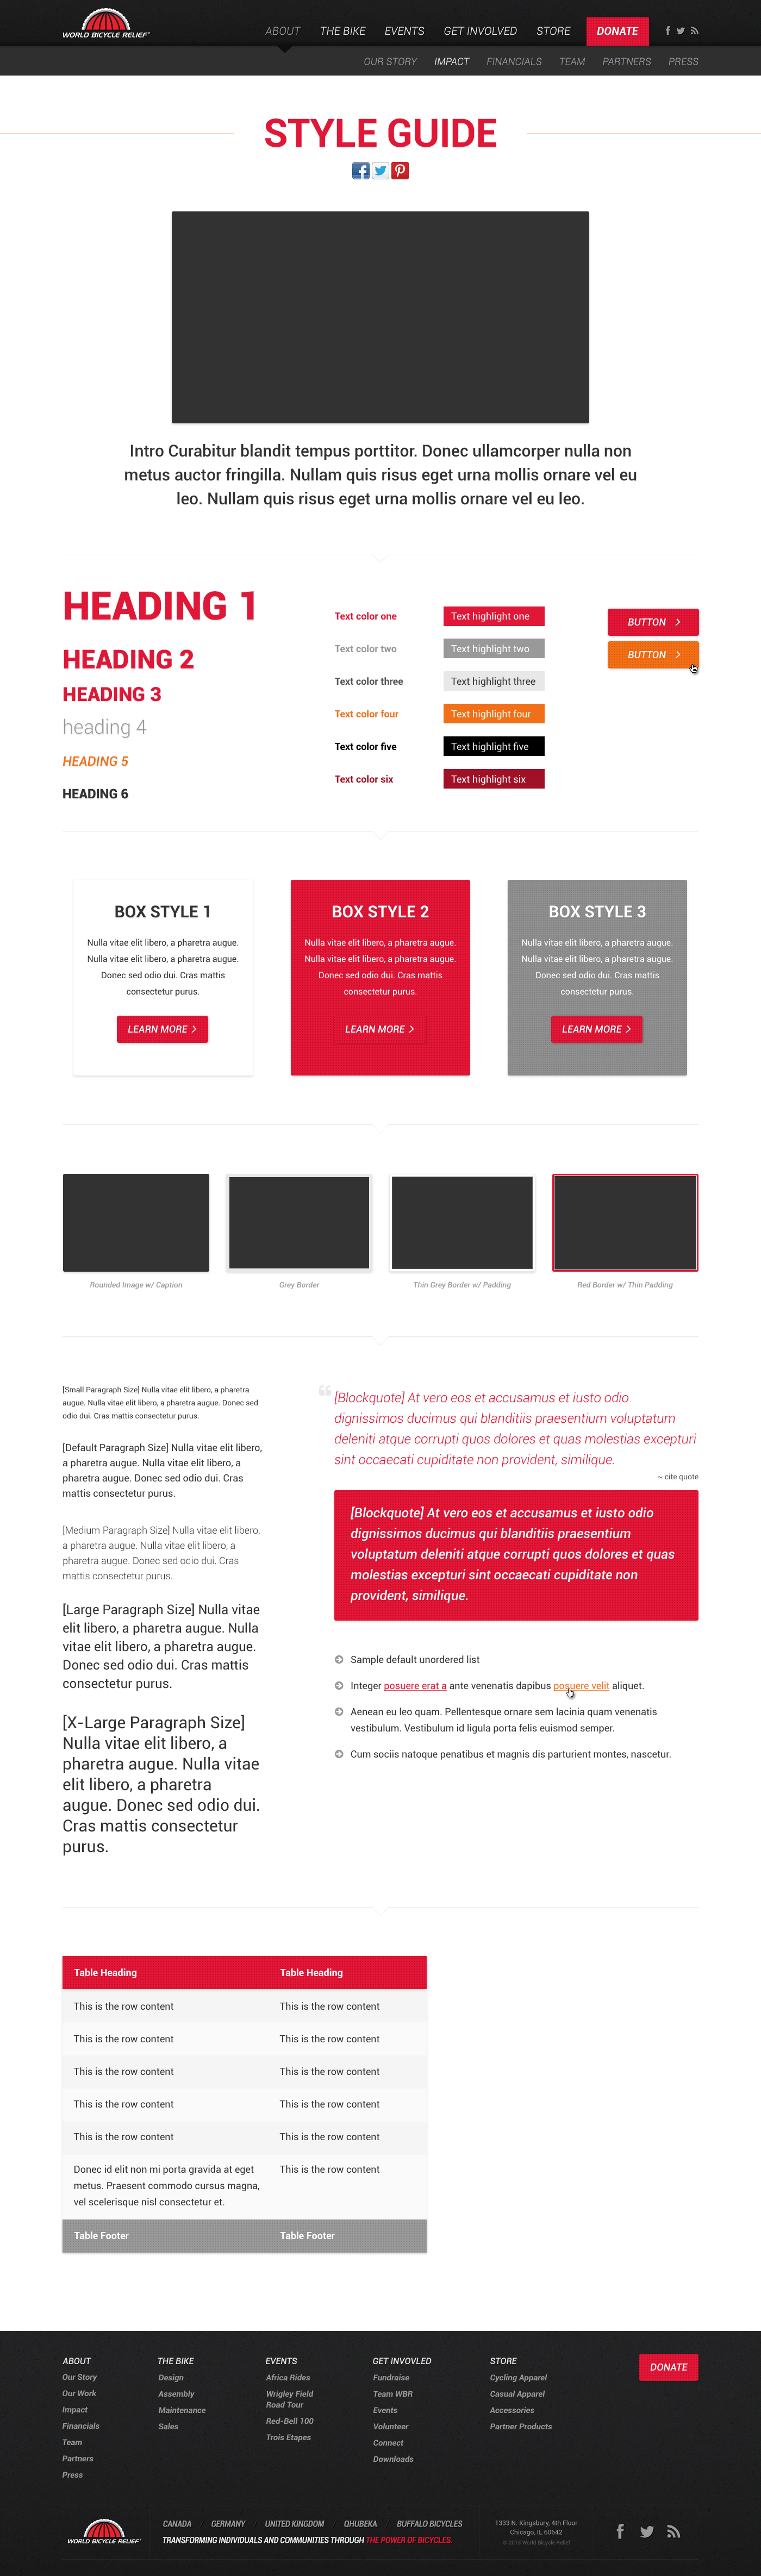 WORLD BICYCLE RELIEF
ABOUT THE BIKE EVENTS GET INVOLVED STORE DONATE
OUR STORY IMPACT FINANCIALS TEAM PARTNERS PRESS
STYLE GUIDE
Intro Curabitur blandit tempus porttitor. Donec ullamcorper nulla non
metus auctor fringilla. Nullam quis risus eget urna mollis ornare vel eu
leo. Nullam quis risus eget urna mollis ornare vel eu leo.
HEADING 1
HEADING 2
HEADING 3
heading 4
HEADING 5
HEADING 6
Text color one
Text color two
Text color three
Text color four
Text color five
Text color six
Text highlight one
Text highlight two
Text highlight three
Text highlight four
Text highlight five
Text highlight six
BUTTON
BUTTON
BOX STYLE 1
Nulla vitae elit libero, a pharetra augue.
Nulla vitae elit libero, a pharetra augue.
Donec sed odio dui. Cras mattis
consectetur purus.
LEARN MORE
BOX STYLE 2
Nulla vitae elit libero, a pharetra augue.
Nulla vitae elit libero, a pharetra augue.
Donec sed odio dui. Cras mattis
consectetur purus.
LEARN MORE
BOX STYLE 3
Nulla vitae elit libero, a pharetra augue.
Nulla vitae elit libero, a pharetra augue.
Donec sed odio dui. Cras mattis
consectetur purus.
LEARN MORE
Rounded Image w/ Caption
Grey Border
Thin Grey Border w/ Padding
Red Border w/ Thin Padding
[Small Paragraph Size] Nulla vitae elit libero, a pharetra
augue. Nulla vitae elit libero, a pharetra augue. Donec sed
odio dui. Cras mattis consectetur purus.
[Default Paragraph Size] Nulla vitae elit libero,
a pharetra augue. Nulla vitae elit libero, a
pharetra augue. Donec sed odio dui. Cras
mattis consectetur purus.
[Medium Paragraph Size] Nulla vitae elit libero,
a pharetra augue. Nulla vitae elit libero, a
pharetra augue. Donec sed odio dui. Cras
mattis consectetur purus.
[Large Paragraph Size] Nulla vitae
elit libero, a pharetra augue. Nulla
vitae elit libero, a pharetra augue.
Donec sed odio dui. Cras mattis
consectetur purus.
[X-Large Paragraph Size]
Nulla vitae elit libero, a
pharetra augue. Nulla vitae
elit libero, a pharetra
augue. Donec sed odio dui.
Cras mattis consectetur
purus.
[Blockquote] At vero eos et accusamus et iusto odio
dignissimos ducimus qui blanditiis praesentium voluptatum
deleniti atque corrupti quos dolores et quas molestias excepturi
sint occaecati cupiditate non provident, similique.
~ cite quote
[Blockquote] At vero eos et accusamus et iusto odio
dignissimos ducimus qui blanditiis praesentium
voluptatum deleniti atque corrupti quos dolores et quas
molestias excepturi sint occaecati cupiditate non
provident, similique.
Sample default unordered list
Integer posuere erat a ante venenatis dapibus posuere velit aliquet.
Aenean eu leo quam. Pellentesque ornare sem lacinia quam venenatis
vestibulum. Vestibulum id ligula porta felis euismod semper.
Cum sociis natoque penatibus et magnis dis parturient montes, nascetur.
Table Heading Table Heading
This is the row content This is the row content
This is the row content This is the row content
This is the row content This is the row content
This is the row content This is the row content
This is the row content This is the row content
Donec id elit non mi porta gravida at eget This is the row content
metus. Praesent commodo cursus magna,
vel scelerisque nisl consectetur et.
Table Footer Table Footer
ABOUT
Our Story
Our Work
Impact
Financials
Team
Partners
Press
THE BIKE
Design
Assembly
Maintenance
Sales
EVENTS
Africa Rides
Wrigley Field
Road Tour
Red-Bell 100
Trois Etapes
GET INVOVLED
Fundraise
Team WBR
Events
Volunteer
Connect
Downloads
STORE
Cycling Apparel
Casual Apparel
Accessories
Partner Products
DONATE
WORLD BICYCLE RELIEF
CANADA GERMANY UNITED KINGDOM QHUBEKA BUFFALO BICYCLES
TRANSFORMING INDIVIDUALS AND COMMUNITIES THROUGH THE POWER OF BICYCLES.
1333 N. Kingsbury, 4th Floor
Chicago, IL 60642
© 2013 World Bicycle Relief